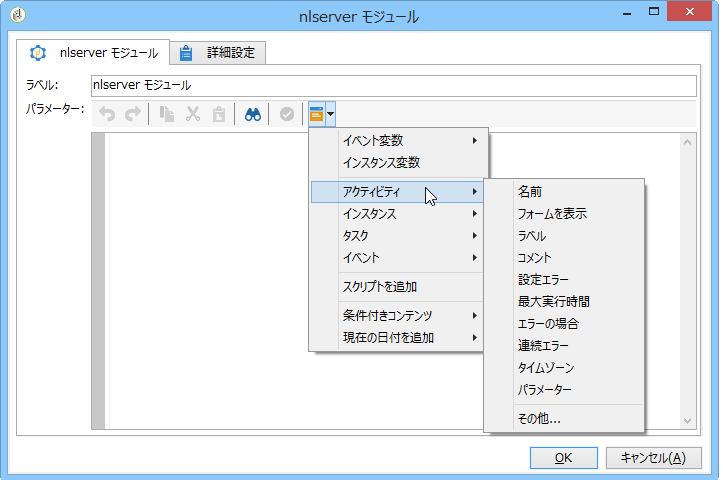 nlserver モジュール
nlserver モジュール
詳細設定
ラベル:
nlserver モジュール
パラメーター:
イベント変数
インスタンス変数
アクティビティ
インスタンス
タスク
イベント
スクリプトを追加
条件付きコンテンツ
現在の日付を追加
名前
フォームを表示
ラベル
コメント
設定エラー
最大実行時間
エラーの場合
連続エラー
タイムゾーン
パラメーター
その他...
OK
キャンセル(A)